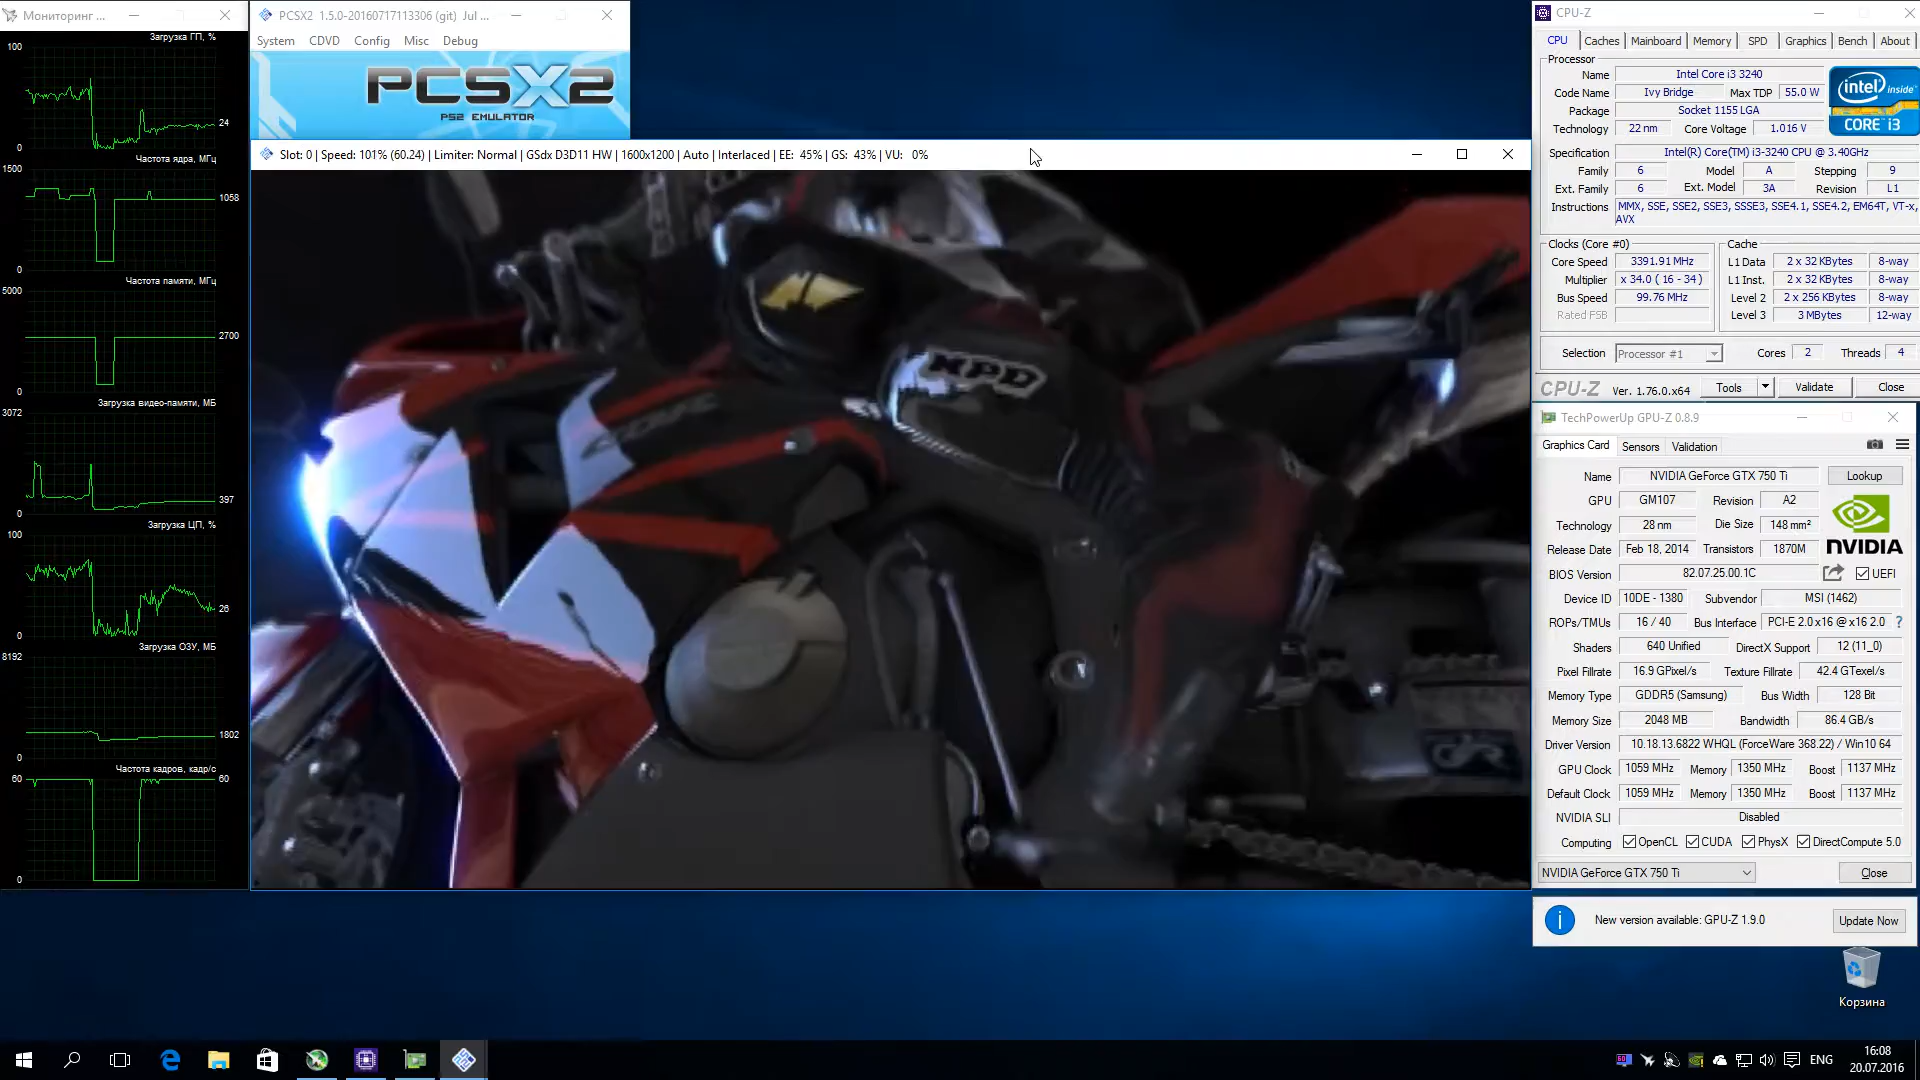 Мониторинг ...
Загрузка ГП, %
100
24
0
Частота ядра, МГц
1500
1058
0
Частота памяти, МГц
5000
2700
0
Загрузка видео-памяти, МБ
3072
397
0
Загрузка ЦП, %
100
26
0
Загрузка ОЗУ, МБ
8192
1802
0
Частота кадров, кадр/с
60
60
0
PCSX2 1.5.0-20160717113306 (git) Jul ...
System CDVD Config Misc Debug
PCSX2
PS2 EMULATOR
Slot: 0 | Speed: 101% (60.24) | Limiter: Normal | GSdx D3D11 HW | 1600x1200 | Auto | Interlaced | EE: 45% | GS: 43% | VU: 0%
CPU-Z
CPU Caches Mainboard Memory SPD Graphics Bench About
Processor
Name Intel Core i3 3240
Code Name Ivy Bridge Max TDP 55.0 W
Package Socket 1155 LGA
Technology 22 nm Core Voltage 1.016 V
intel inside
CORE i3
Specification Intel(R) Core(TM) i3-3240 CPU @ 3.40GHz
Family 6 Model A Stepping 9
Ext. Family 6 Ext. Model 3A Revision L1
Instructions MMX, SSE, SSE2, SSE3, SSSE3, SSE4.1, SSE4.2, EM64T, VT-x,
AVX
Clocks (Core #0) Cache
Core Speed 3391.91 MHz L1 Data 2 x 32 KBytes 8-way
Multiplier x 34.0 ( 16 - 34 ) L1 Inst. 2 x 32 KBytes 8-way
Bus Speed 99.76 MHz Level 2 2 x 256 KBytes 8-way
Rated FSB Level 3 3 MBytes 12-way
Selection Processor #1 Cores 2 Threads 4
CPU-Z Ver. 1.76.0.x64 Tools Validate Close
TechPowerUp GPU-Z 0.8.9
Graphics Card Sensors Validation
Name NVIDIA GeForce GTX 750 Ti Lookup
GPU GM107 Revision A2
Technology 28 nm Die Size 148 mm²
Release Date Feb 18, 2014 Transistors 1870M
NVIDIA
BIOS Version 82.07.25.00.1C UEFI
Device ID 10DE - 1380 Subvendor MSI (1462)
ROPs/TMUs 16 / 40 Bus Interface PCI-E 2.0 x16 @ x16 2.0 ?
Shaders 640 Unified DirectX Support 12 (11_0)
Pixel Fillrate 16.9 GPixel/s Texture Fillrate 42.4 GTexel/s
Memory Type GDDR5 (Samsung) Bus Width 128 Bit
Memory Size 2048 MB Bandwidth 86.4 GB/s
Driver Version 10.18.13.6822 WHQL (ForceWare 368.22) / Win10 64
GPU Clock 1059 MHz Memory 1350 MHz Boost 1137 MHz
Default Clock 1059 MHz Memory 1350 MHz Boost 1137 MHz
NVIDIA SLI Disabled
Computing OpenCL CUDA PhysX DirectCompute 5.0
NVIDIA GeForce GTX 750 Ti Close
New version available: GPU-Z 1.9.0 Update Now
Корзина
ENG
16:08
20.07.2016